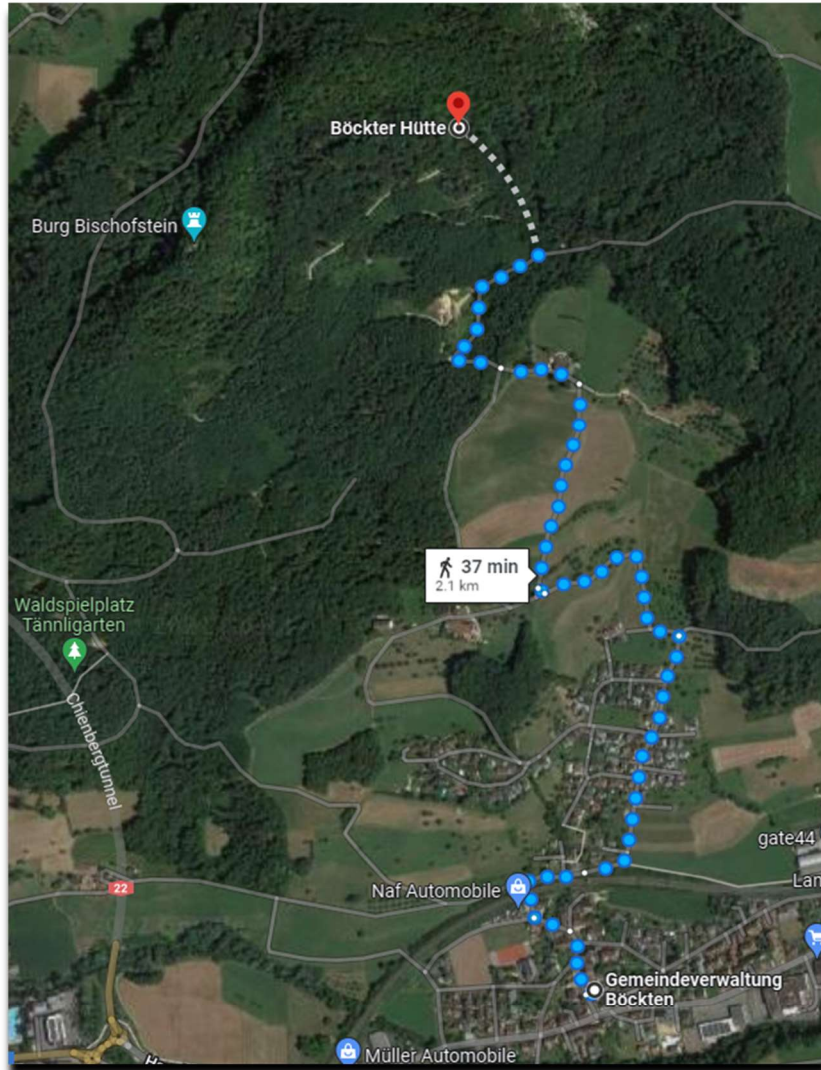 Böckter Hütte
Burg Bischofstein
37 min
2.1 km
Waldspielplatz
Tännligarten
Chienbergtunnel
gate44
Naf Automobile
Lan
22
Gemeindeverwaltung
Böckten
Müller Automobile
H